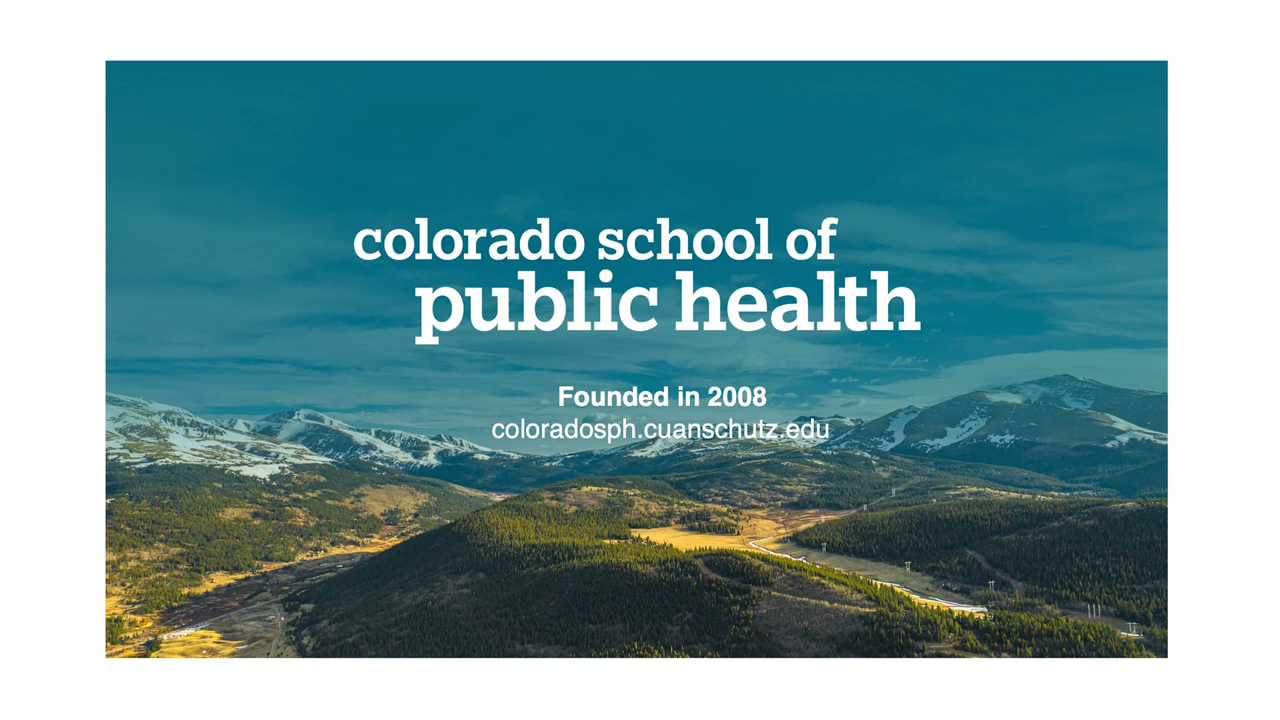 colorado school of
public health
Founded in 2008
coloradosph.cuanschutz.edu